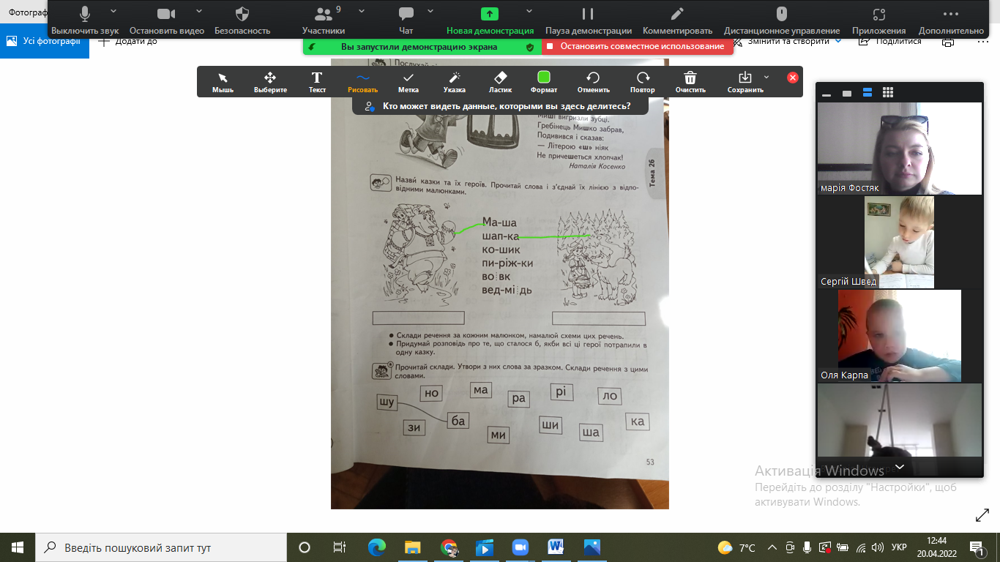 Фотограф
Выключить звук
Остановить видео
Безопасность
9
Участники
Чат
Новая демонстрация
Пауза демонстрации
Комментировать
Дистанционное управление
Приложения
Дополнительно
Усі фотографії
Додати до
Вы запустили демонстрацию экрана
Остановить совместное использование
Змінити та створити
Поділитися
Послухай
Мышь
Выберите
Текст
Рисовать
Метка
Указка
Ластик
Формат
Отменить
Повтор
Очистить
Сохранить
Кто может видеть данные, которыми вы здесь делитесь?
Миші вигризли зубці.
Гребінець Мишко забрав,
Подивився і сказав:
— Літерою «ш» ніяк
Не причешеться хлопчак!
Наталія Косенко
Тема 26
Назви казки та їх героїв. Прочитай слова і з’єднай їх лінією з відпо-
відними малюнками.
Ма-ша
шап-ка
ко-шик
пи-ріж-ки
во вк
вед-мі дь
Склади речення за кожним малюнком, намалюй схеми цих речень.
Придумай розповідь про те, що сталося б, якби всі ці герої потрапили в
одну казку.
Прочитай склади. Утвори з них слова за зразком. Склади речення з цими
словами.
шу
но
ма
ра
рі
ло
зи
ба
ми
ши
ша
ка
53
марія Фостяк
Сергій Швед
Оля Карпа
Активація Windows
Перейдіть до розділу "Настройки", щоб
активувати Windows.
Введіть пошуковий запит тут
7°C
УКР
12:44
20.04.2022
1